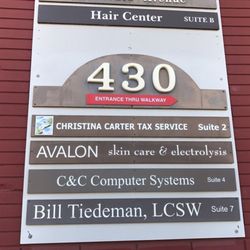 Avenue
Hair Center SUITE B
430
ENTRANCE THRU WALKWAY
CHRISTINA CARTER TAX SERVICE Suite 2
AVALON skin care & electrolysis
C&C Computer Systems Suite 4
Bill Tiedeman, LCSW Suite 7